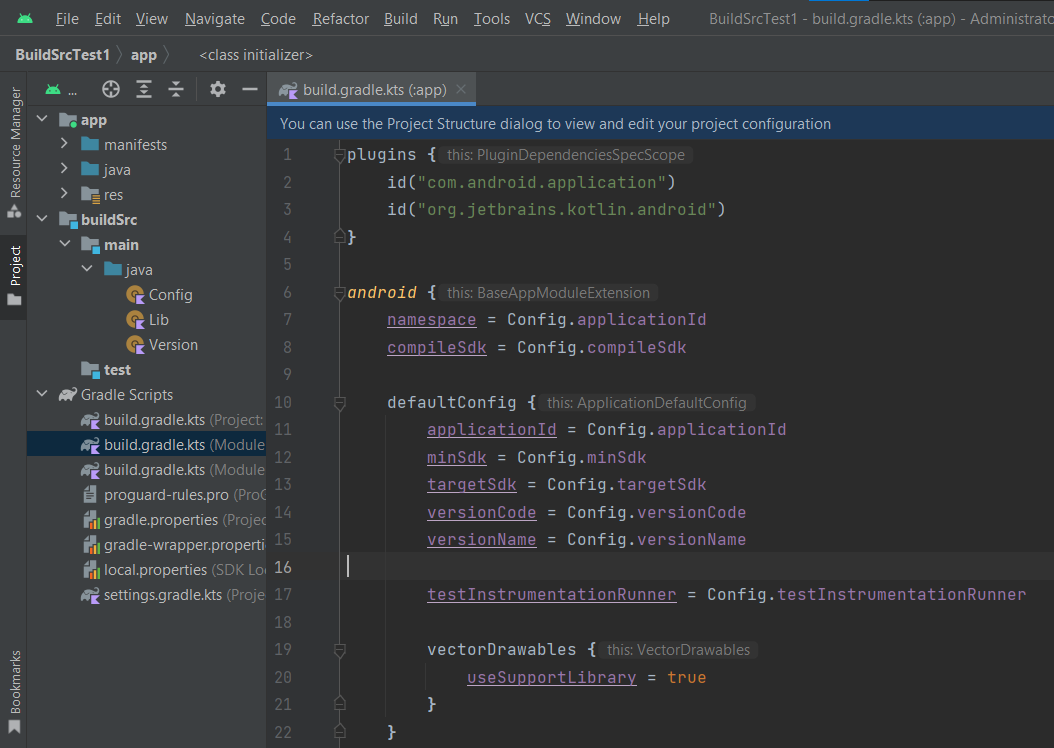 File Edit View Navigate Code Refactor Build Run Tools VCS Window Help BuildSrcTest1 - build.gradle.kts (:app) - Administrato
BuildSrcTest1 app <class initializer>
Resource Manager
Project
Bookmarks
...
app
manifests
java
res
buildSrc
main
java
Config
Lib
Version
test
Gradle Scripts
build.gradle.kts (Project:
build.gradle.kts (Module
build.gradle.kts (Module
proguard-rules.pro (ProG
gradle.properties (Projec
gradle-wrapper.properti
local.properties (SDK Lo
settings.gradle.kts (Proje
build.gradle.kts (:app)
You can use the Project Structure dialog to view and edit your project configuration
1 plugins { this: PluginDependenciesSpecScope
2 id("com.android.application")
3 id("org.jetbrains.kotlin.android")
4 }
5
6 android { this: BaseAppModuleExtension
7 namespace = Config.applicationId
8 compileSdk = Config.compileSdk
9
10 defaultConfig { this: ApplicationDefaultConfig
11 applicationId = Config.applicationId
12 minSdk = Config.minSdk
13 targetSdk = Config.targetSdk
14 versionCode = Config.versionCode
15 versionName = Config.versionName
16
17 testInstrumentationRunner = Config.testInstrumentationRunner
18
19 vectorDrawables { this: VectorDrawables
20 useSupportLibrary = true
21 }
22 }